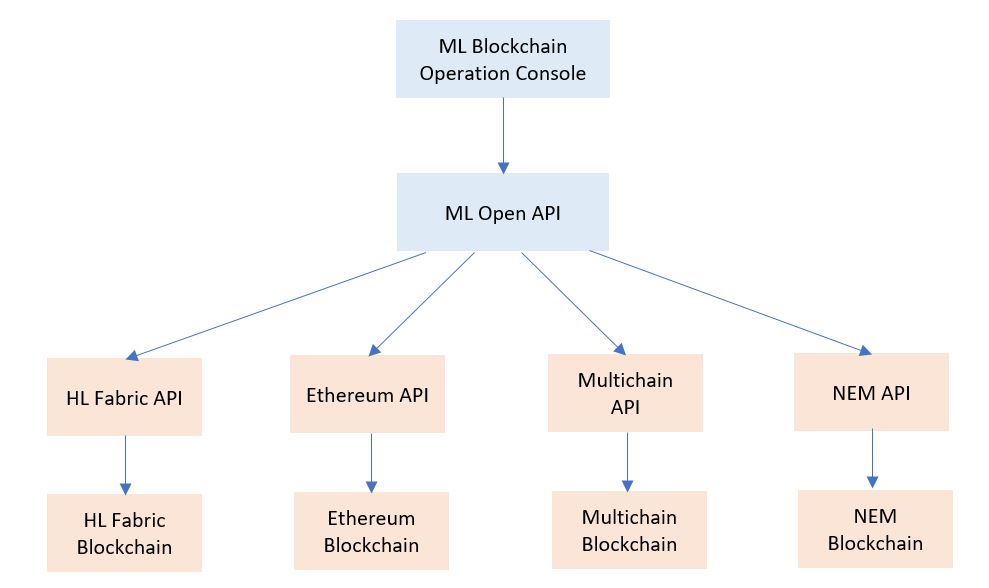 ML Blockchain
Operation Console
ML Open API
HL Fabric API
Ethereum API
Multichain
API
NEM API
HL Fabric
Blockchain
Ethereum
Blockchain
Multichain
Blockchain
NEM
Blockchain